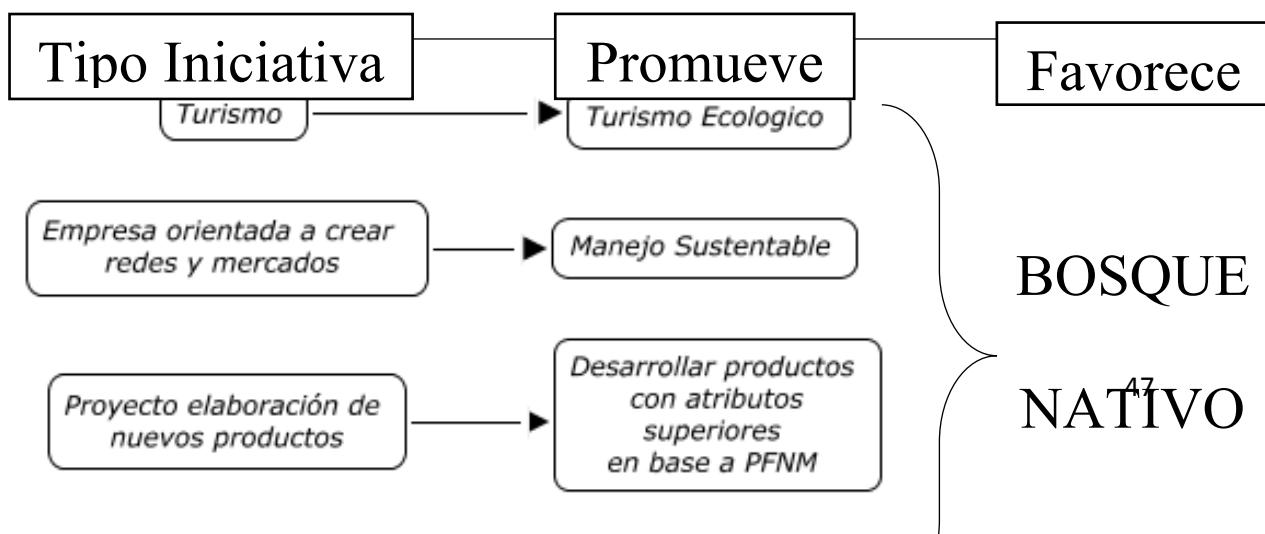 Tipo Iniciativa
Promueve
Favorece
Turismo
Turismo Ecologico
Empresa orientada a crear
redes y mercados
Manejo Sustentable
BOSQUE
NATIVO
47
Proyecto elaboración de
nuevos productos
Desarrollar productos
con atributos
superiores
en base a PFNM